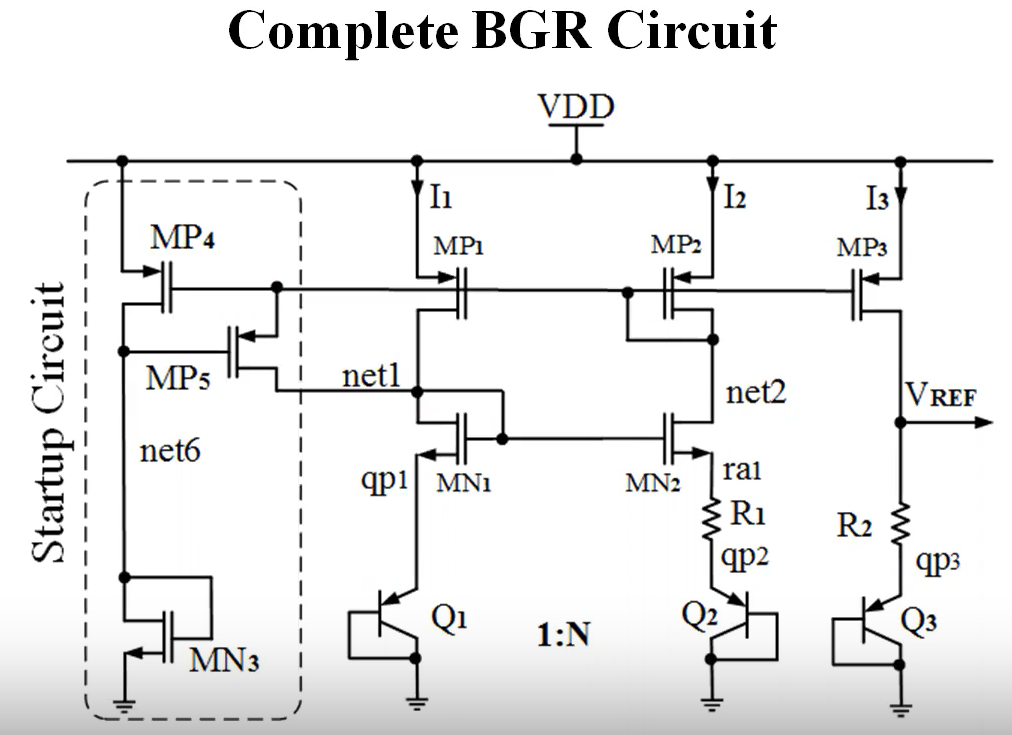 Complete BGR Circuit
VDD
I1
I2
I3
MP4
MP1
MP2
MP3
MP5
net1
net2
VREF
net6
qp1
MN1
MN2
ra1
R1
R2
qp2
qp3
Q1
1:N
Q2
Q3
MN3
Startup Circuit